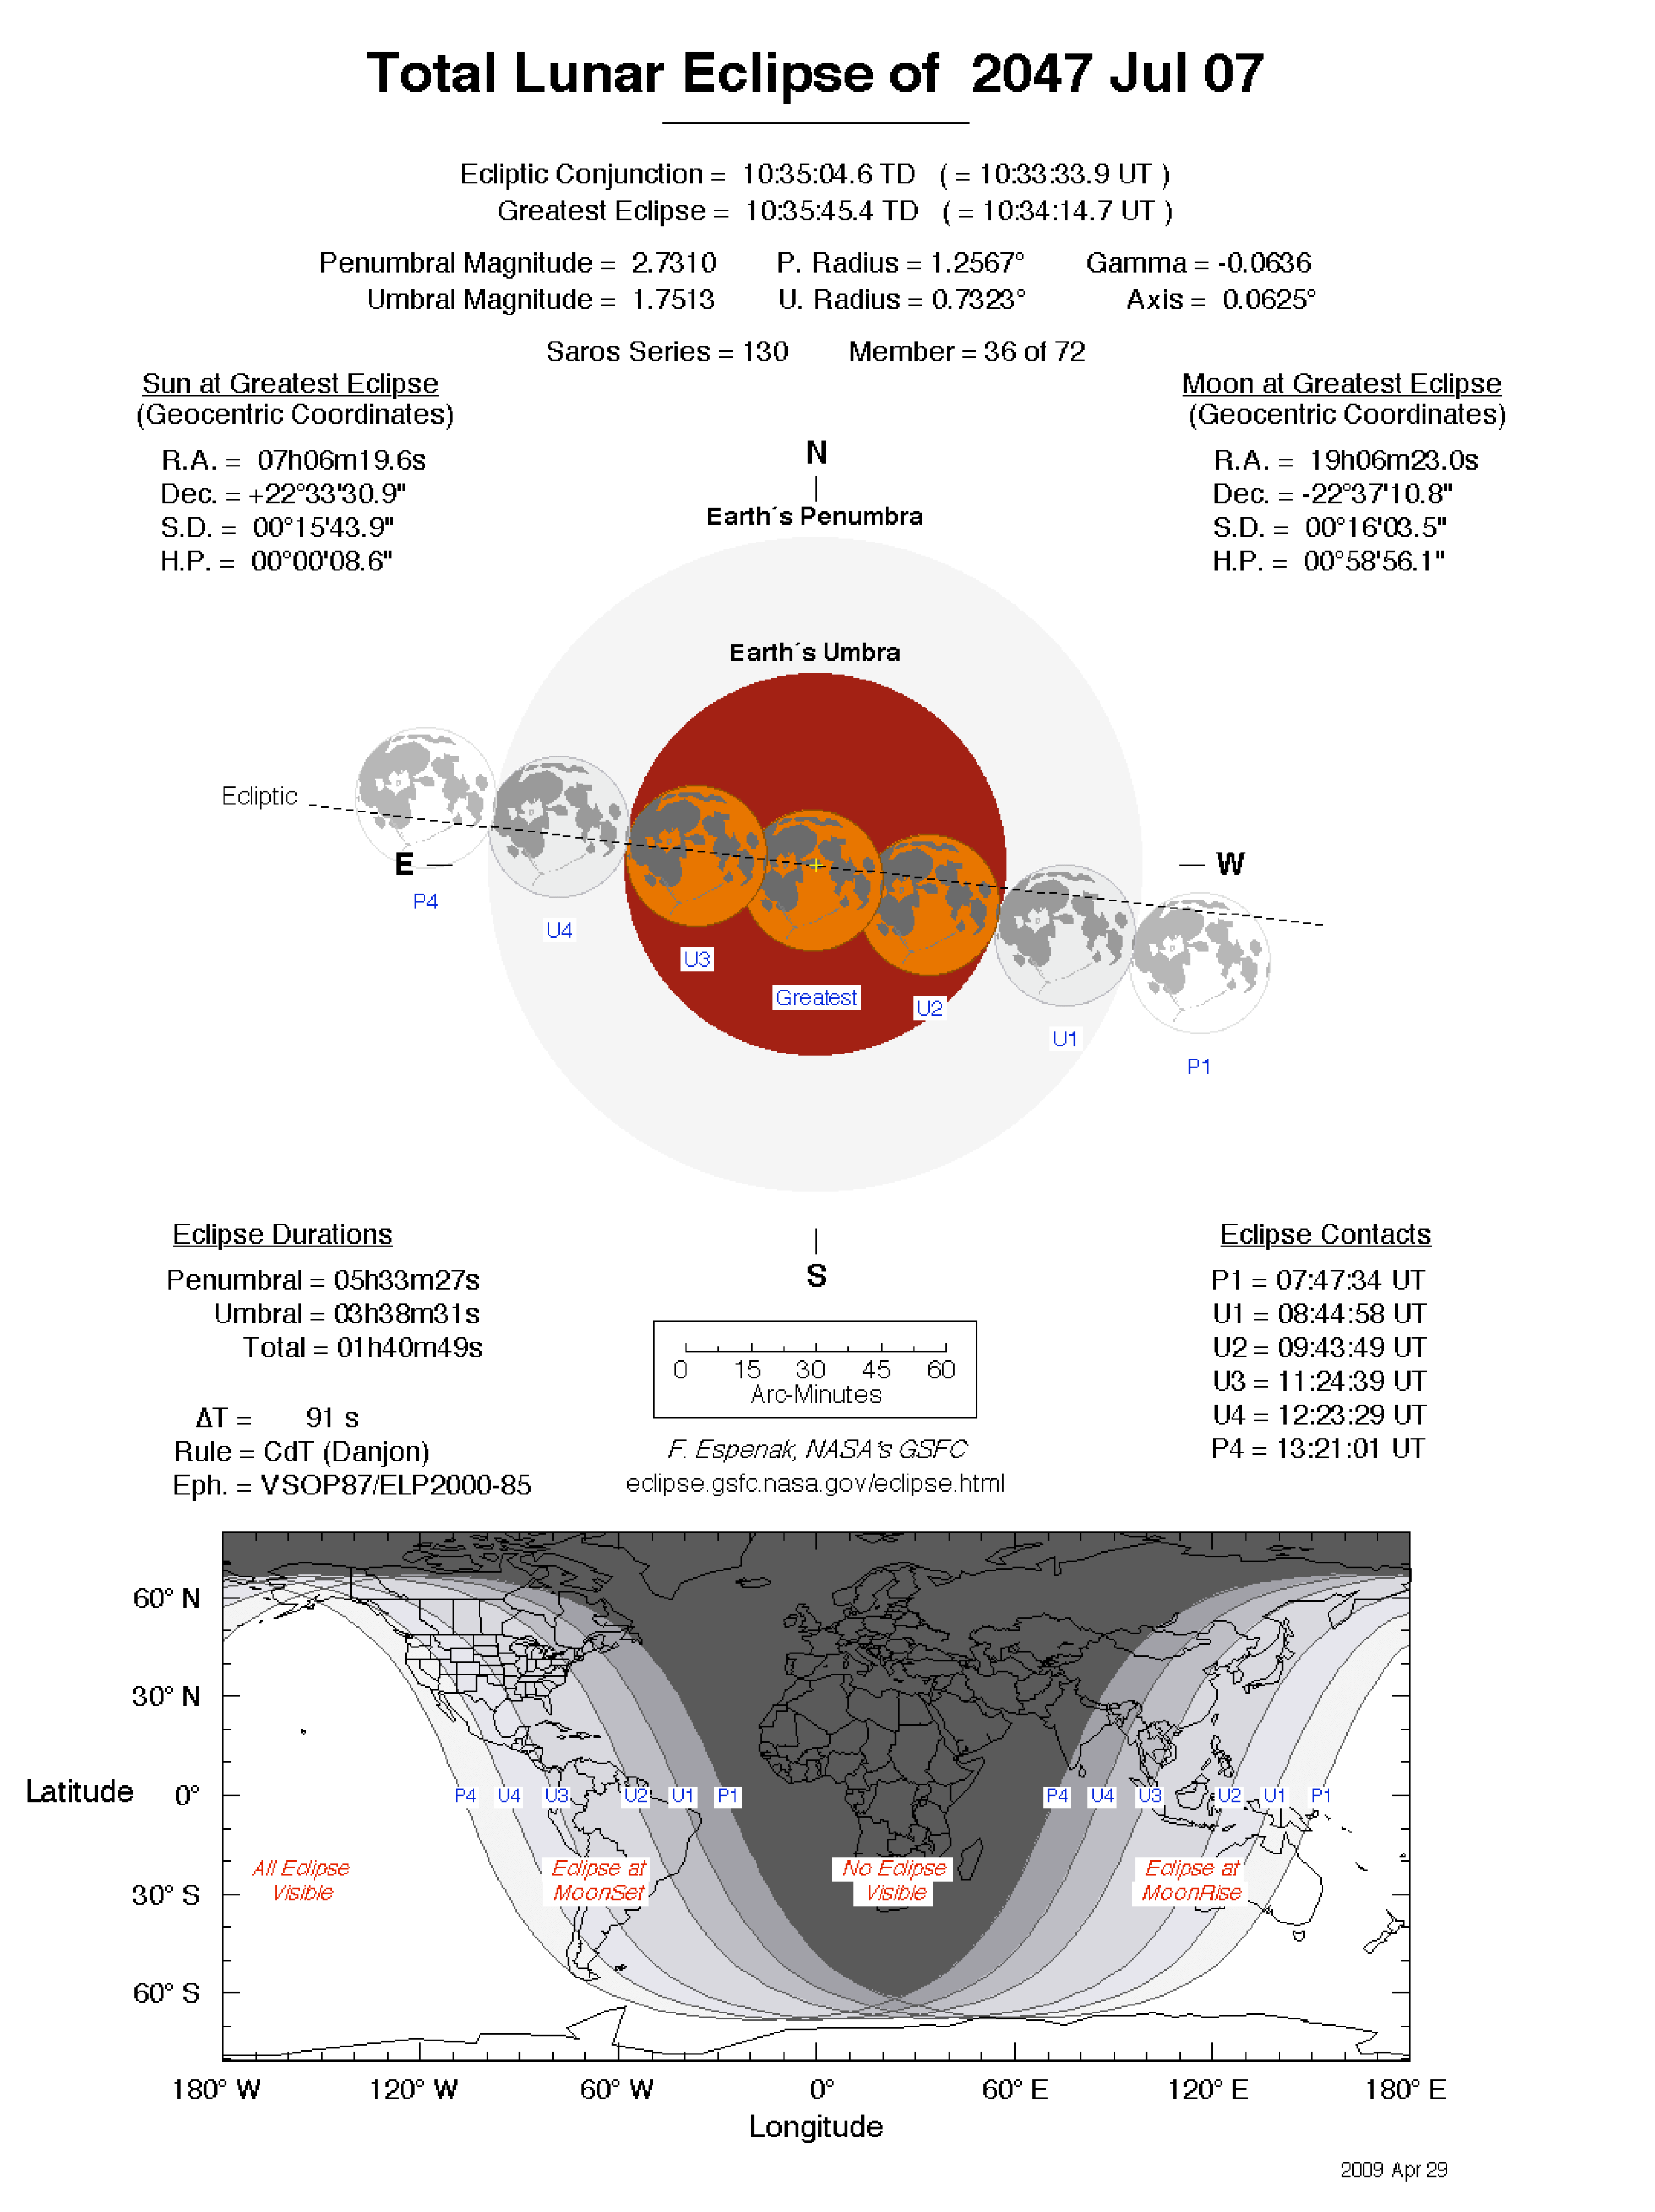 Total Lunar Eclipse of 2047 Jul 07
Ecliptic Conjunction = 10:35:04.6 TD ( = 10:33:33.9 UT )
Greatest Eclipse = 10:35:45.4 TD ( = 10:34:14.7 UT )
Penumbral Magnitude = 2.7310 P. Radius = 1.2567° Gamma = -0.0636
Umbral Magnitude = 1.7513 U. Radius = 0.7323° Axis = 0.0625°
Saros Series = 130 Member = 36 of 72
Sun at Greatest Eclipse
(Geocentric Coordinates)
R.A. = 07h06m19.6s
Dec. = +22°33'30.9"
S.D. = 00°15'43.9"
H.P. = 00°00'08.6"
Moon at Greatest Eclipse
(Geocentric Coordinates)
R.A. = 19h06m23.0s
Dec. = -22°37'10.8"
S.D. = 00°16'03.5"
H.P. = 00°58'56.1"
N
Earth´s Penumbra
Earth´s Umbra
Ecliptic
E
W
P4
U4
U3
Greatest
U2
U1
P1
S
Eclipse Durations
Penumbral = 05h33m27s
Umbral = 03h38m31s
Total = 01h40m49s
ΔT = 91 s
Rule = CdT (Danjon)
Eph. = VSOP87/ELP2000-85
0 15 30 45 60
Arc-Minutes
F. Espenak, NASA's GSFC
eclipse.gsfc.nasa.gov/eclipse.html
Eclipse Contacts
P1 = 07:47:34 UT
U1 = 08:44:58 UT
U2 = 09:43:49 UT
U3 = 11:24:39 UT
U4 = 12:23:29 UT
P4 = 13:21:01 UT
60° N
30° N
Latitude 0°
30° S
60° S
P4 U4 U3 U2 U1 P1 P4 U4 U3 U2 U1 P1
All Eclipse
Visible
Eclipse at
MoonSet
No Eclipse
Visible
Eclipse at
MoonRise
180° W 120° W 60° W 0° 60° E 120° E 180° E
Longitude
2009 Apr 29